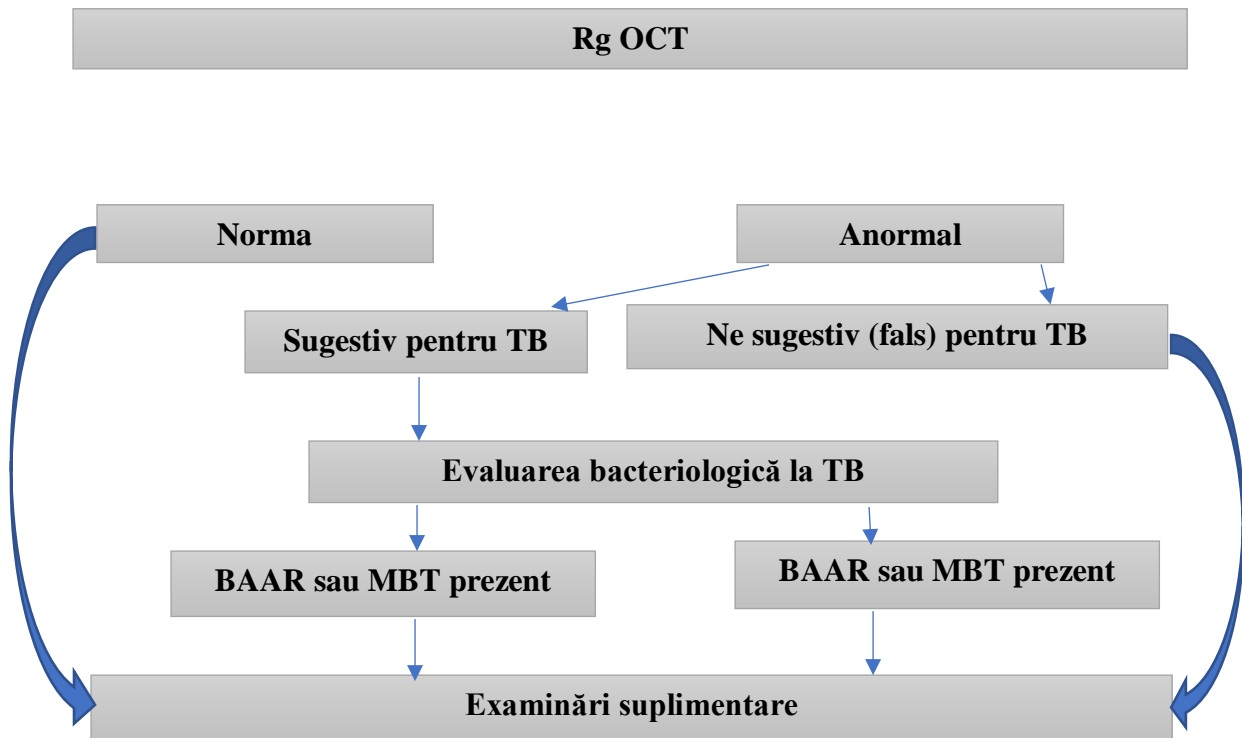 Rg OCT
Norma
Anormal
Sugestiv pentru TB
Ne sugestiv (fals) pentru TB
Evaluarea bacteriologică la TB
BAAR sau MBT prezent
BAAR sau MBT prezent
Examinări suplimentare